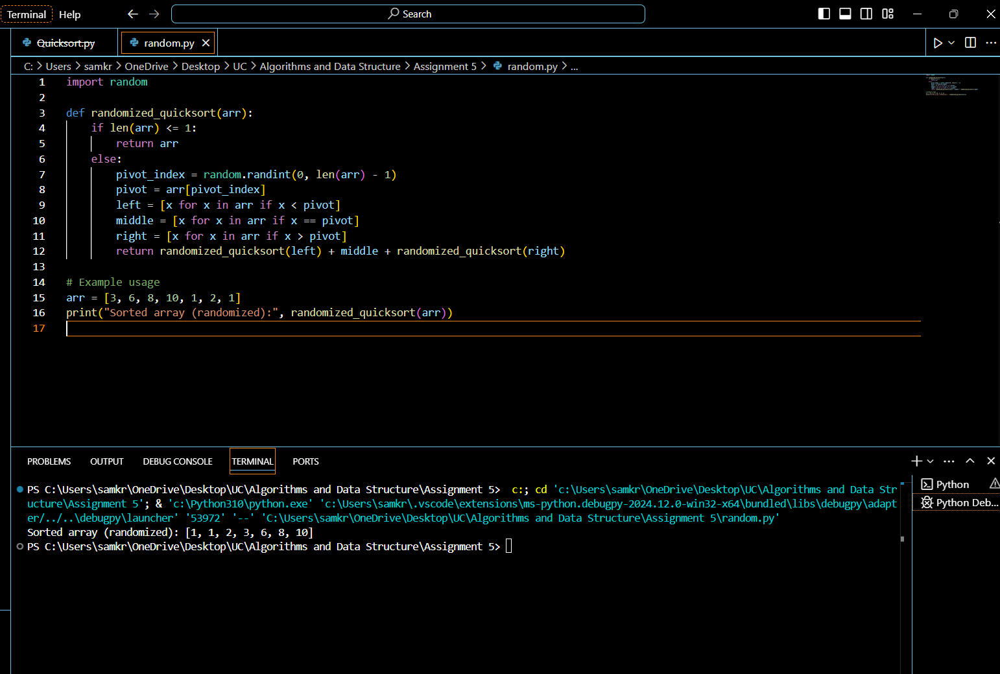 Terminal Help Search
Quicksort.py random.py
C: > Users > samkr > OneDrive > Desktop > UC > Algorithms and Data Structure > Assignment 5 > random.py > ...
1 import random
2
3 def randomized_quicksort(arr):
4     if len(arr) <= 1:
5         return arr
6     else:
7         pivot_index = random.randint(0, len(arr) - 1)
8         pivot = arr[pivot_index]
9         left = [x for x in arr if x < pivot]
10         middle = [x for x in arr if x == pivot]
11         right = [x for x in arr if x > pivot]
12         return randomized_quicksort(left) + middle + randomized_quicksort(right)
13
14 # Example usage
15 arr = [3, 6, 8, 10, 1, 2, 1]
16 print("Sorted array (randomized):", randomized_quicksort(arr))
17
PROBLEMS OUTPUT DEBUG CONSOLE TERMINAL PORTS
PS C:\Users\samkr\OneDrive\Desktop\UC\Algorithms and Data Structure\Assignment 5>  c:; cd 'c:\Users\samkr\OneDrive\Desktop\UC\Algorithms and Data Str
ucture\Assignment 5'; & 'c:\Python310\python.exe' 'c:\Users\samkr\.vscode\extensions\ms-python.debugpy-2024.12.0-win32-x64\bundled\libs\debugpy\adapt
er/../..\debugpy\launcher' '53972' '--' 'C:\Users\samkr\OneDrive\Desktop\UC\Algorithms and Data Structure\Assignment 5\random.py'
Sorted array (randomized): [1, 1, 2, 3, 6, 8, 10]
PS C:\Users\samkr\OneDrive\Desktop\UC\Algorithms and Data Structure\Assignment 5>
Python
Python Deb...